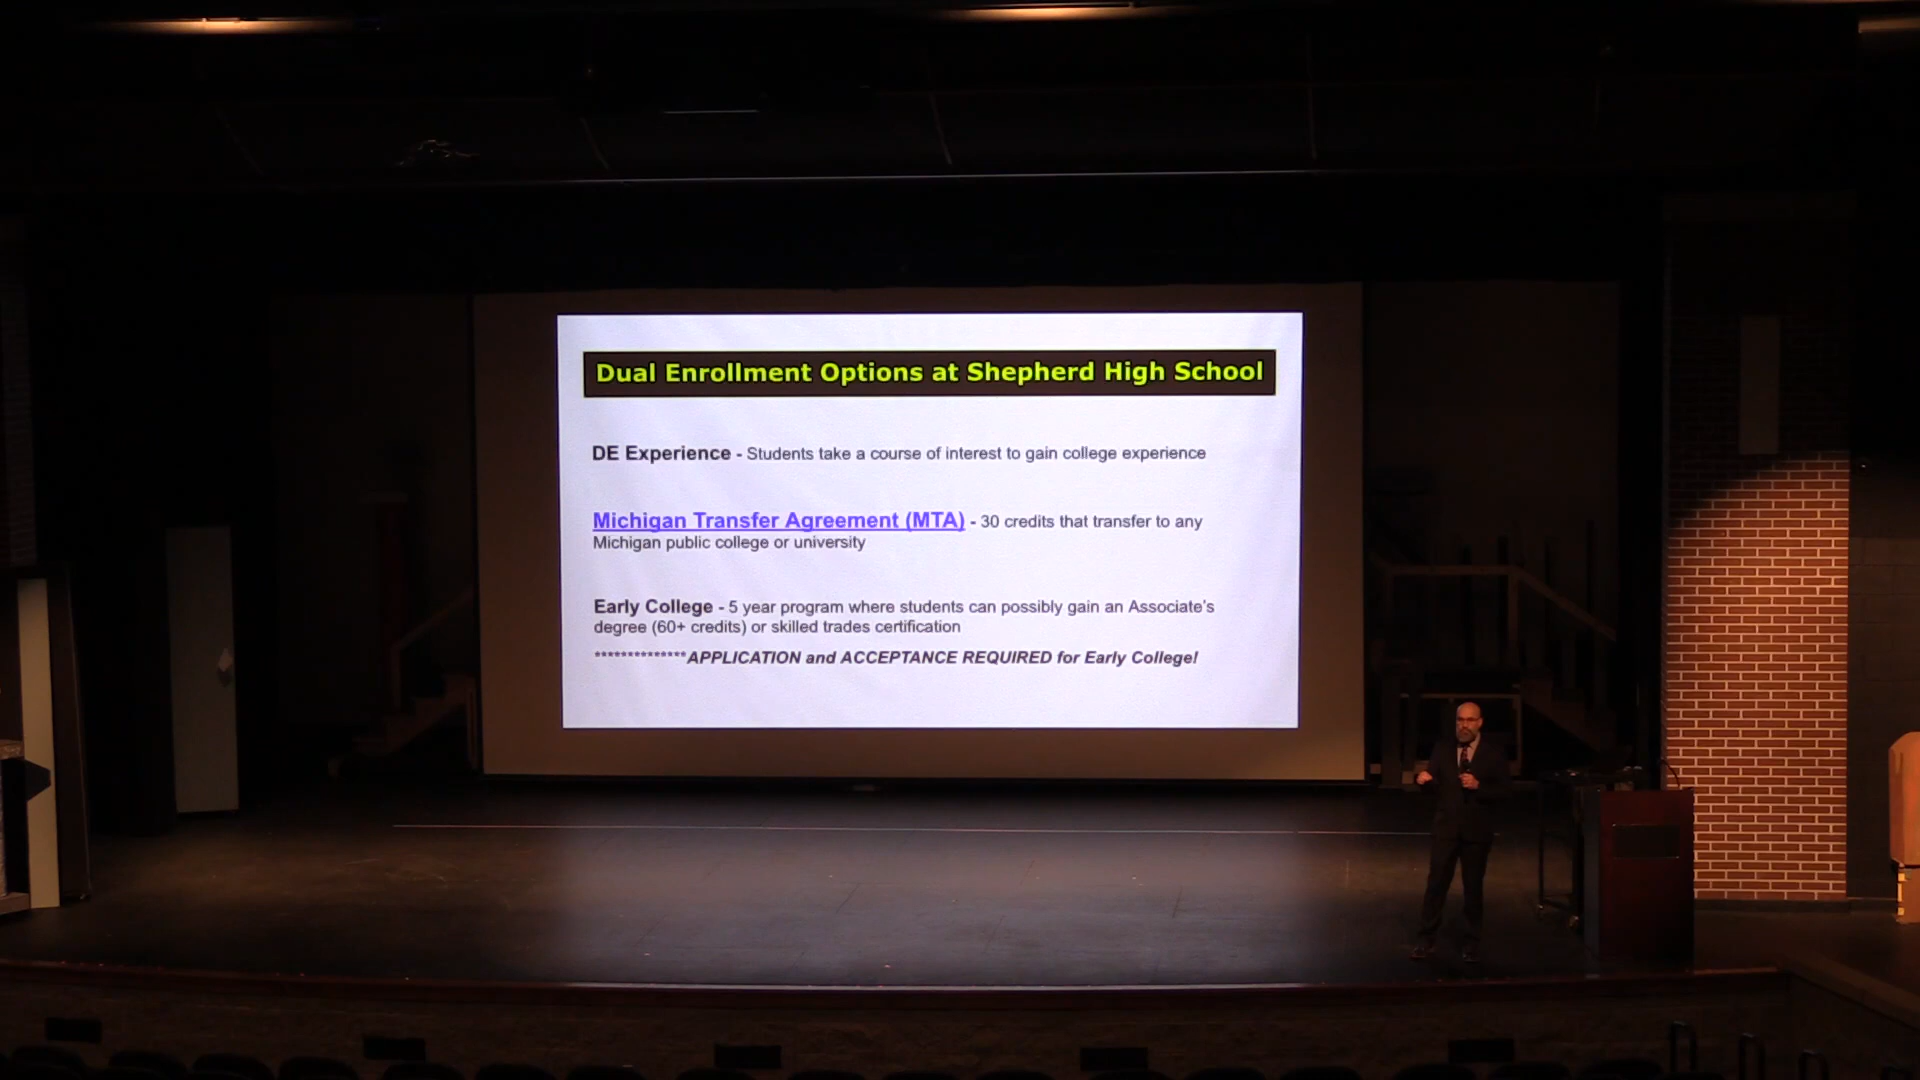 Dual Enrollment Options at Shepherd High School
DE Experience - Students take a course of interest to gain college experience
Michigan Transfer Agreement (MTA) - 30 credits that transfer to any
Michigan public college or university
Early College - 5 year program where students can possibly gain an Associate's
degree (60+ credits) or skilled trades certification
**************APPLICATION and ACCEPTANCE REQUIRED for Early College!